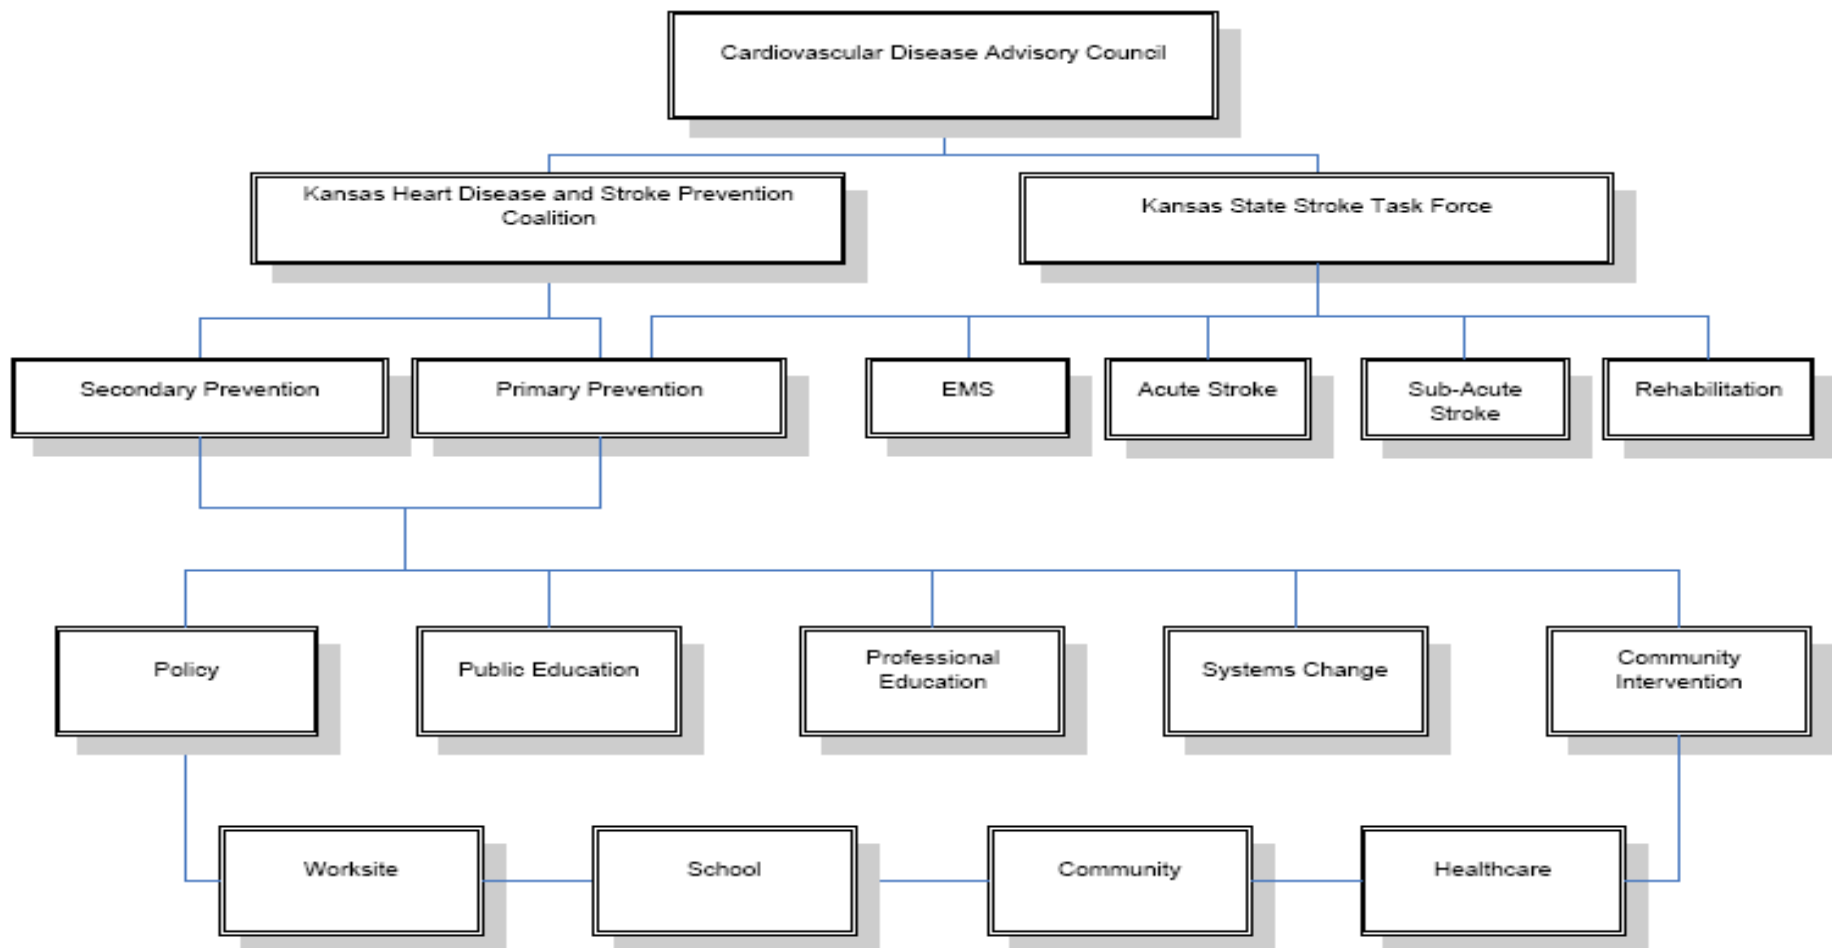 Cardiovascular Disease Advisory Council
Kansas Heart Disease and Stroke Prevention
Coalition
Kansas State Stroke Task Force
Secondary Prevention
Primary Prevention
EMS
Acute Stroke
Sub-Acute
Stroke
Rehabilitation
Policy
Public Education
Professional
Education
Systems Change
Community
Intervention
Worksite
School
Community
Healthcare